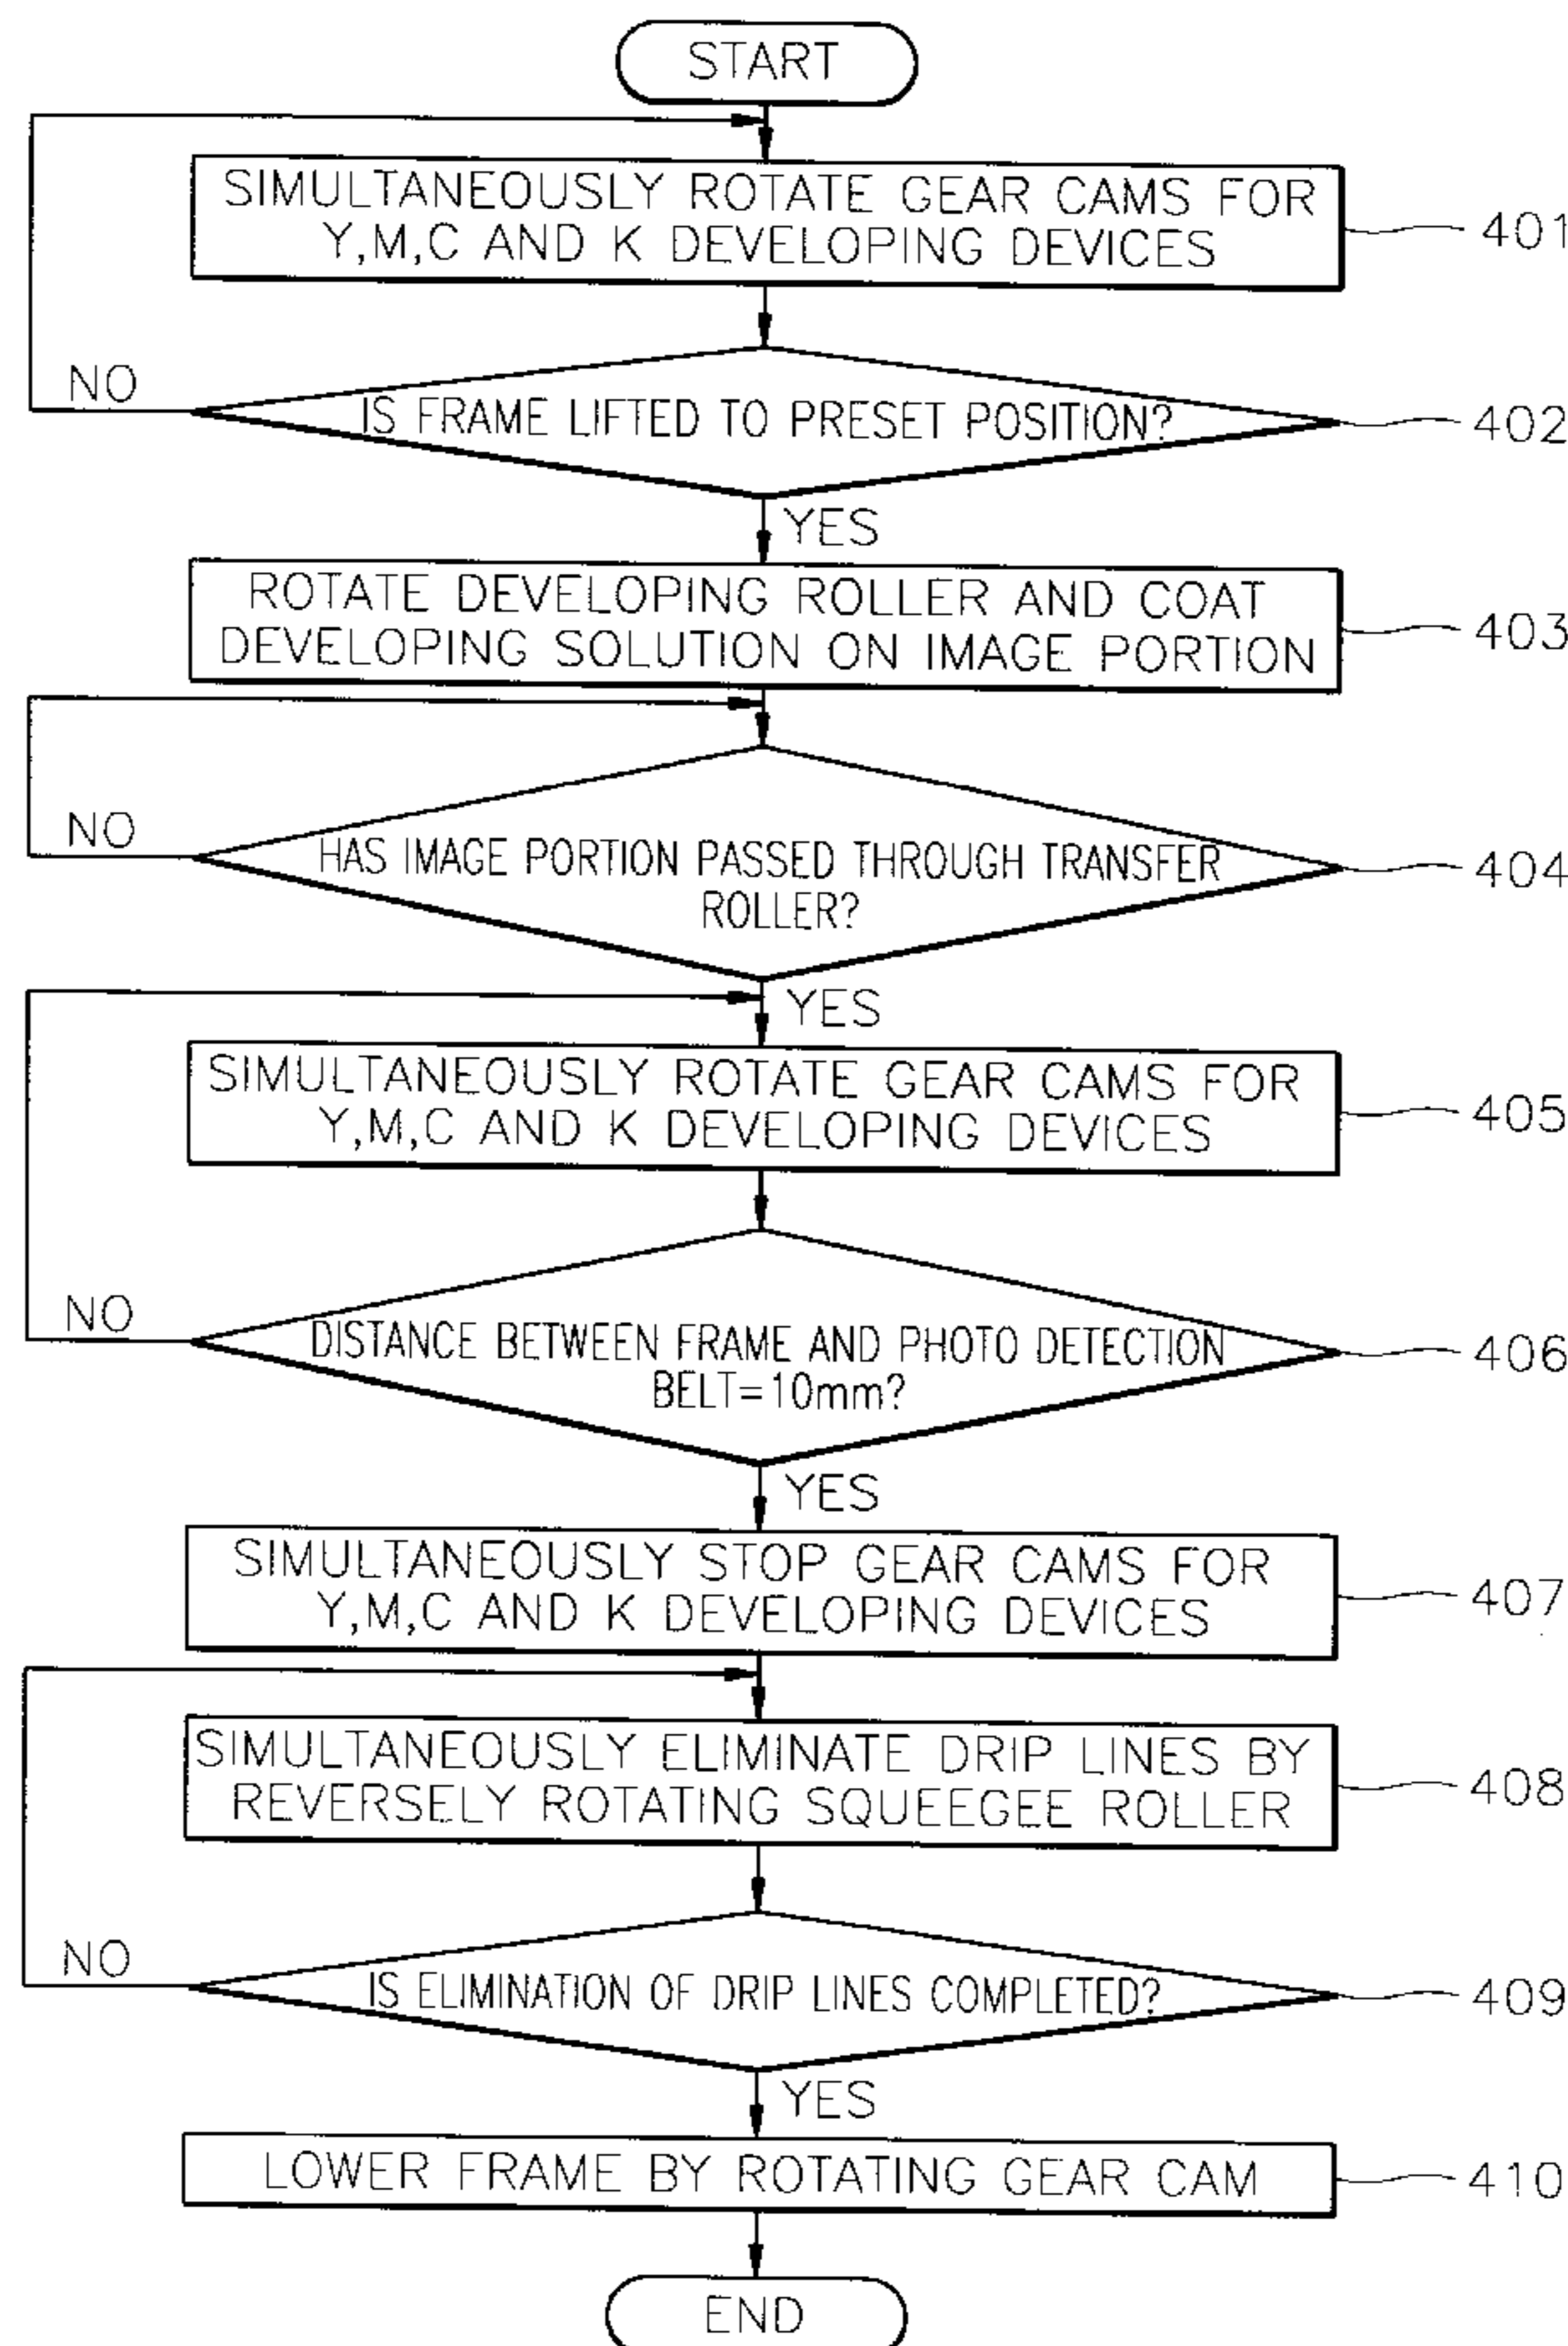 START
SIMULTANEOUSLY ROTATE GEAR CAMS FOR
Y,M,C AND K DEVELOPING DEVICES
401
NO
IS FRAME LIFTED TO PRESET POSITION?
402
YES
ROTATE DEVELOPING ROLLER AND COAT
DEVELOPING SOLUTION ON IMAGE PORTION
403
NO
HAS IMAGE PORTION PASSED THROUGH TRANSFER
ROLLER?
404
YES
SIMULTANEOUSLY ROTATE GEAR CAMS FOR
Y,M,C AND K DEVELOPING DEVICES
405
NO
DISTANCE BETWEEN FRAME AND PHOTO DETECTION
BELT=10mm?
406
YES
SIMULTANEOUSLY STOP GEAR CAMS FOR
Y,M,C AND K DEVELOPING DEVICES
407
SIMULTANEOUSLY ELIMINATE DRIP LINES BY
REVERSELY ROTATING SQUEEGEE ROLLER
408
NO
IS ELIMINATION OF DRIP LINES COMPLETED?
409
YES
LOWER FRAME BY ROTATING GEAR CAM
410
END